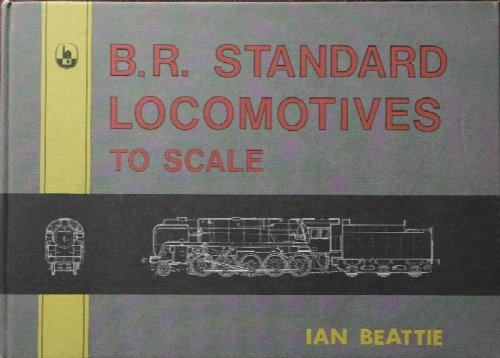 B.R. STANDARD
LOCOMOTIVES
TO SCALE
IAN BEATTIE